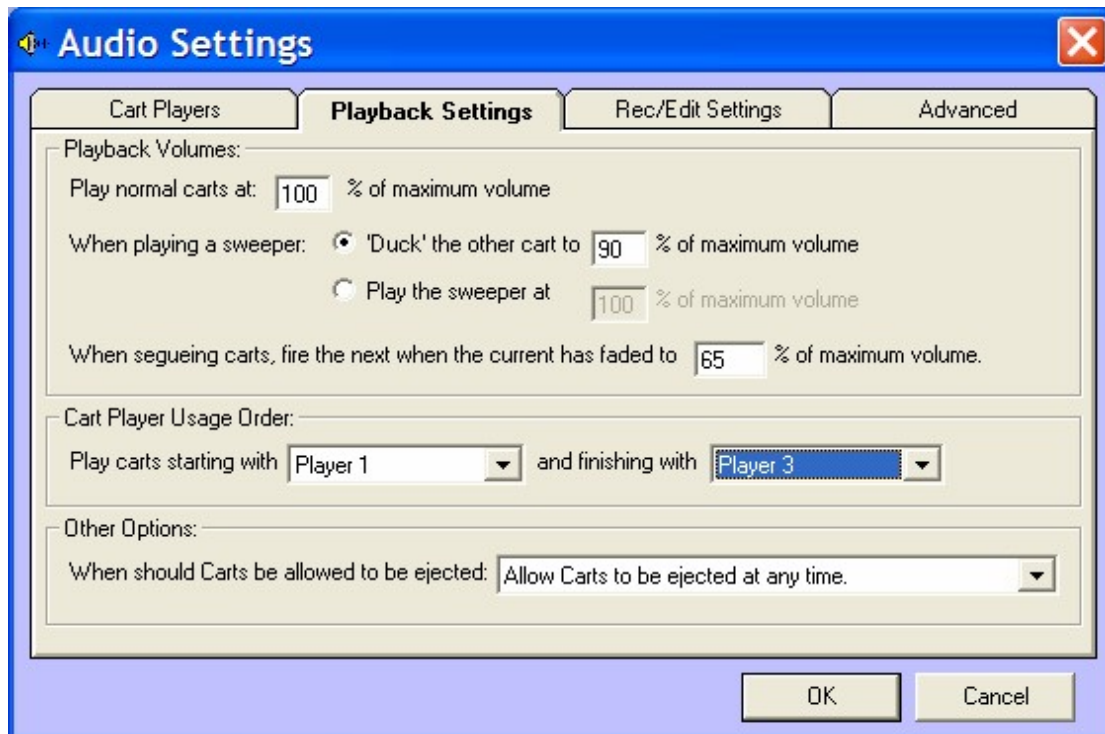 Audio Settings
Cart Players Playback Settings Rec/Edit Settings Advanced
Playback Volumes:
Play normal carts at: 100 % of maximum volume
When playing a sweeper: 'Duck' the other cart to 90 % of maximum volume
Play the sweeper at 100 % of maximum volume
When segueing carts, fire the next when the current has faded to 65 % of maximum volume.
Cart Player Usage Order:
Play carts starting with Player 1 and finishing with Player 3
Other Options:
When should Carts be allowed to be ejected: Allow Carts to be ejected at any time.
OK Cancel